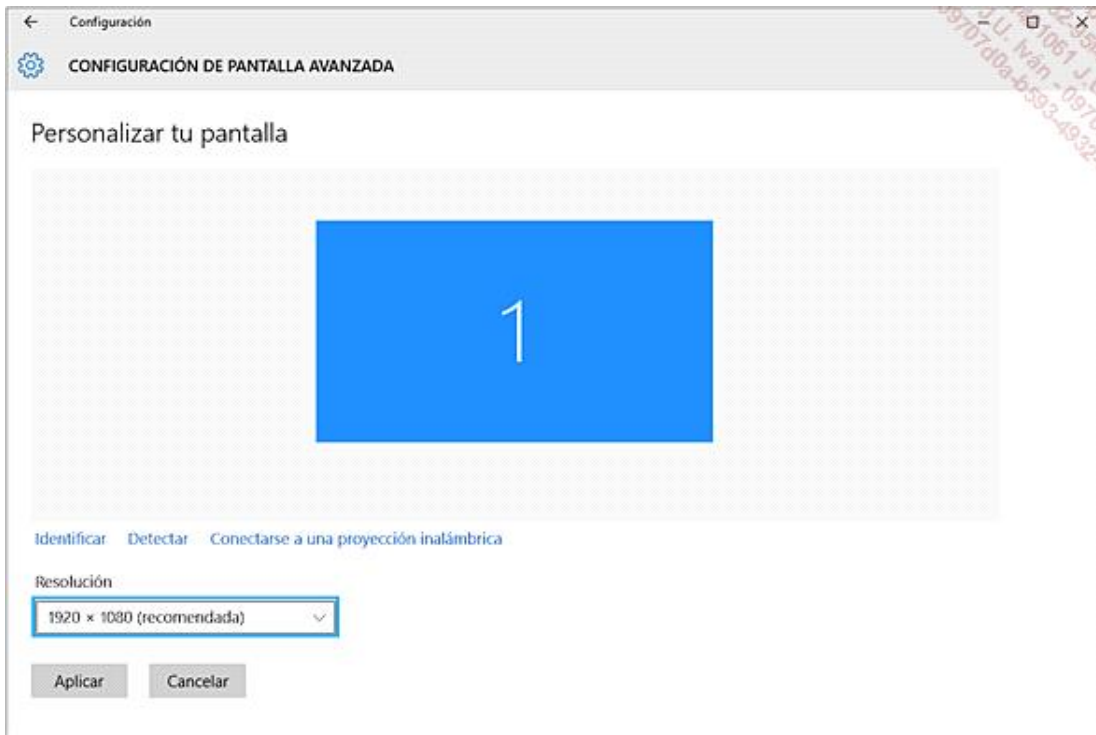 Configuración
CONFIGURACIÓN DE PANTALLA AVANZADA
Personalizar tu pantalla
1
Identificar Detectar Conectarse a una proyección inalámbrica
Resolución
1920 × 1080 (recomendada)
Aplicar Cancelar